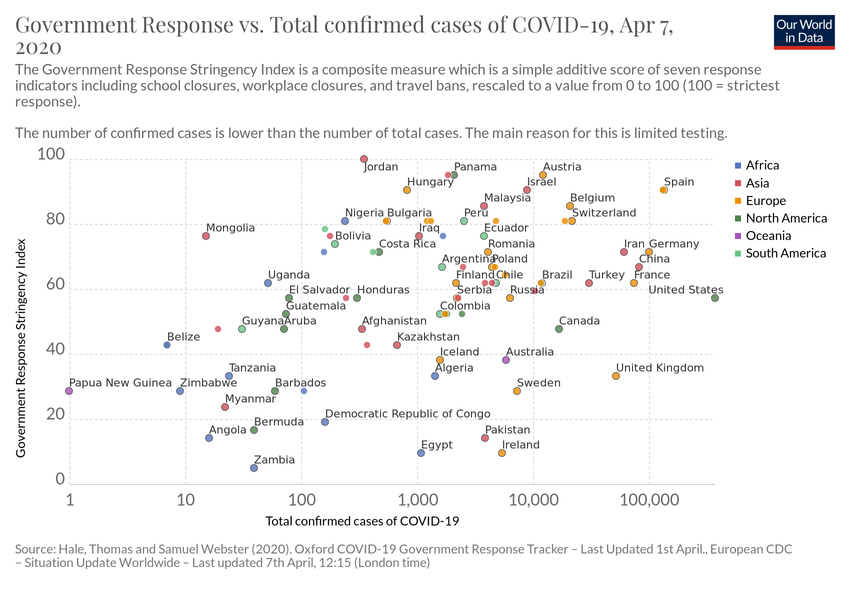 Government Response vs. Total confirmed cases of COVID-19, Apr 7,
2020
Our World
in Data
The Government Response Stringency Index is a composite measure which is a simple additive score of seven response
indicators including school closures, workplace closures, and travel bans, rescaled to a value from 0 to 100 (100 = strictest
response).
The number of confirmed cases is lower than the number of total cases. The main reason for this is limited testing.
100
80
60
40
20
0
Government Response Stringency Index
Jordan
Panama
Austria
Hungary
Israel
Spain
Malaysia
Belgium
Nigeria
Bulgaria
Peru
Switzerland
Mongolia
Bolivia
Iraq
Ecuador
Costa Rica
Romania
Iran
Germany
Argentina
Poland
China
Uganda
Finland
Chile
Brazil
Turkey
France
El Salvador
Honduras
Serbia
Russia
United States
Guatemala
Colombia
Guyana
Aruba
Afghanistan
Canada
Belize
Kazakhstan
Iceland
Australia
Tanzania
Algeria
United Kingdom
Papua New Guinea
Zimbabwe
Barbados
Sweden
Myanmar
Democratic Republic of Congo
Bermuda
Angola
Pakistan
Egypt
Ireland
Zambia
1
10
100
1,000
10,000
100,000
Total confirmed cases of COVID-19
Africa
Asia
Europe
North America
Oceania
South America
Source: Hale, Thomas and Samuel Webster (2020). Oxford COVID-19 Government Response Tracker – Last Updated 1st April., European CDC
– Situation Update Worldwide – Last updated 7th April, 12:15 (London time)